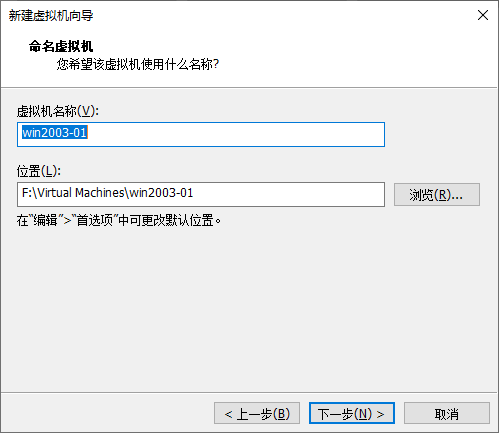 新建虚拟机向导
命名虚拟机
您希望该虚拟机使用什么名称?
虚拟机名称(V):
win2003-01
位置(L):
F:\Virtual Machines\win2003-01
浏览(R)...
在"编辑">"首选项"中可更改默认位置。
< 上一步(B)
下一步(N) >
取消